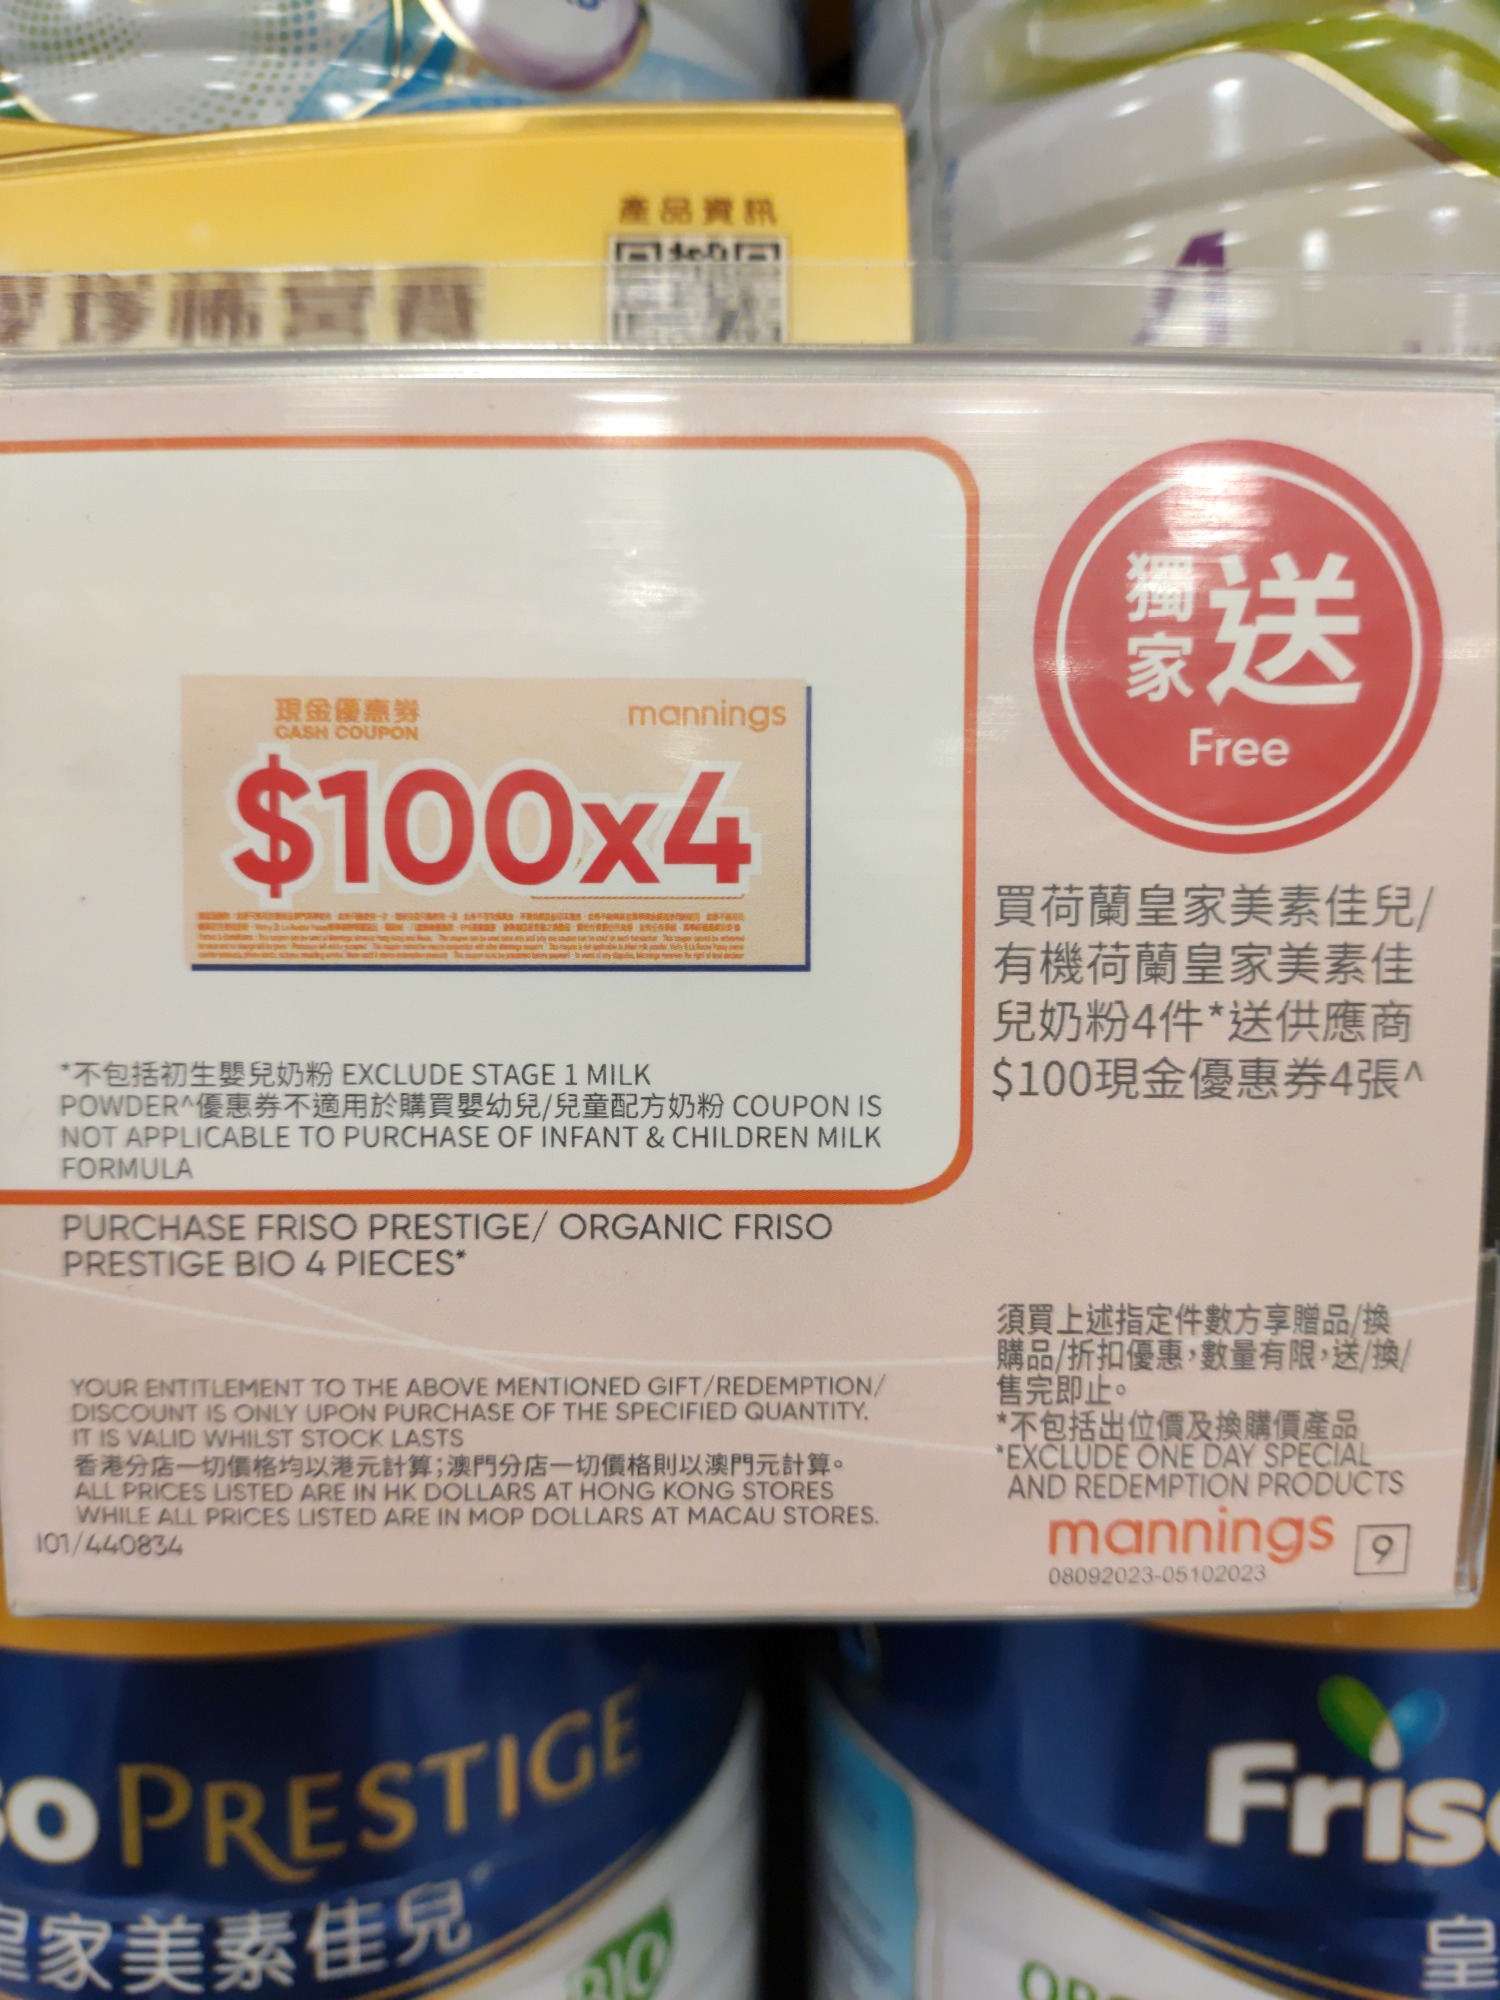 產品資訊
獨家
送
Free
現金優惠券
CASH COUPON
mannings
$100x4
買荷蘭皇家美素佳兒/
有機荷蘭皇家美素佳
兒奶粉4件*送供應商
$100現金優惠券4張^
*不包括初生嬰兒奶粉 EXCLUDE STAGE 1 MILK
POWDER^優惠券不適用於購買嬰幼兒/兒童配方奶粉 COUPON IS
NOT APPLICABLE TO PURCHASE OF INFANT & CHILDREN MILK
FORMULA
PURCHASE FRISO PRESTIGE/ ORGANIC FRISO
PRESTIGE BIO 4 PIECES*
須買上述指定件數方享贈品/換
購品/折扣優惠,數量有限,送/換/
售完即止。
*不包括出位價及換購價產品
*EXCLUDE ONE DAY SPECIAL
AND REDEMPTION PRODUCTS
YOUR ENTITLEMENT TO THE ABOVE MENTIONED GIFT/REDEMPTION/
DISCOUNT IS ONLY UPON PURCHASE OF THE SPECIFIED QUANTITY.
IT IS VALID WHILST STOCK LASTS
香港分店一切價格均以港元計算;澳門分店一切價格則以澳門元計算。
ALL PRICES LISTED ARE IN HK DOLLARS AT HONG KONG STORES
WHILE ALL PRICES LISTED ARE IN MOP DOLLARS AT MACAU STORES.
I01/440834
mannings
9
08092023-05102023
so PRESTIGE
皇家美素佳兒
BIO
Friso
皇